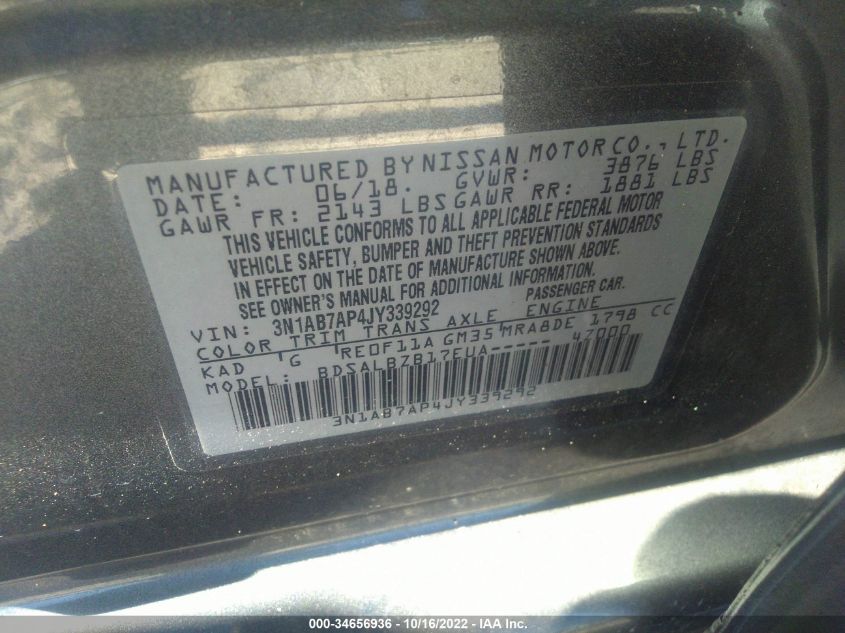 MANUFACTURED BY NISSAN MOTOR CO., LTD.
DATE: 06/18. GVWR: 3876 LBS
GAWR FR: 2143 LBS GAWR RR: 1881 LBS
THIS VEHICLE CONFORMS TO ALL APPLICABLE FEDERAL MOTOR
VEHICLE SAFETY, BUMPER AND THEFT PREVENTION STANDARDS
IN EFFECT ON THE DATE OF MANUFACTURE SHOWN ABOVE.
SEE OWNER'S MANUAL FOR ADDITIONAL INFORMATION.
VIN: 3N1AB7AP4JY339292 PASSENGER CAR.
COLOR TRIM TRANS AXLE ENGINE
KAD G RE0F11A GM35 MRA8DE 1798 CC
MODEL: BDSALBZB17EUA----- 47000
3N1AB7AP4JY339292
000-34656936 - 10/16/2022 - IAA Inc.